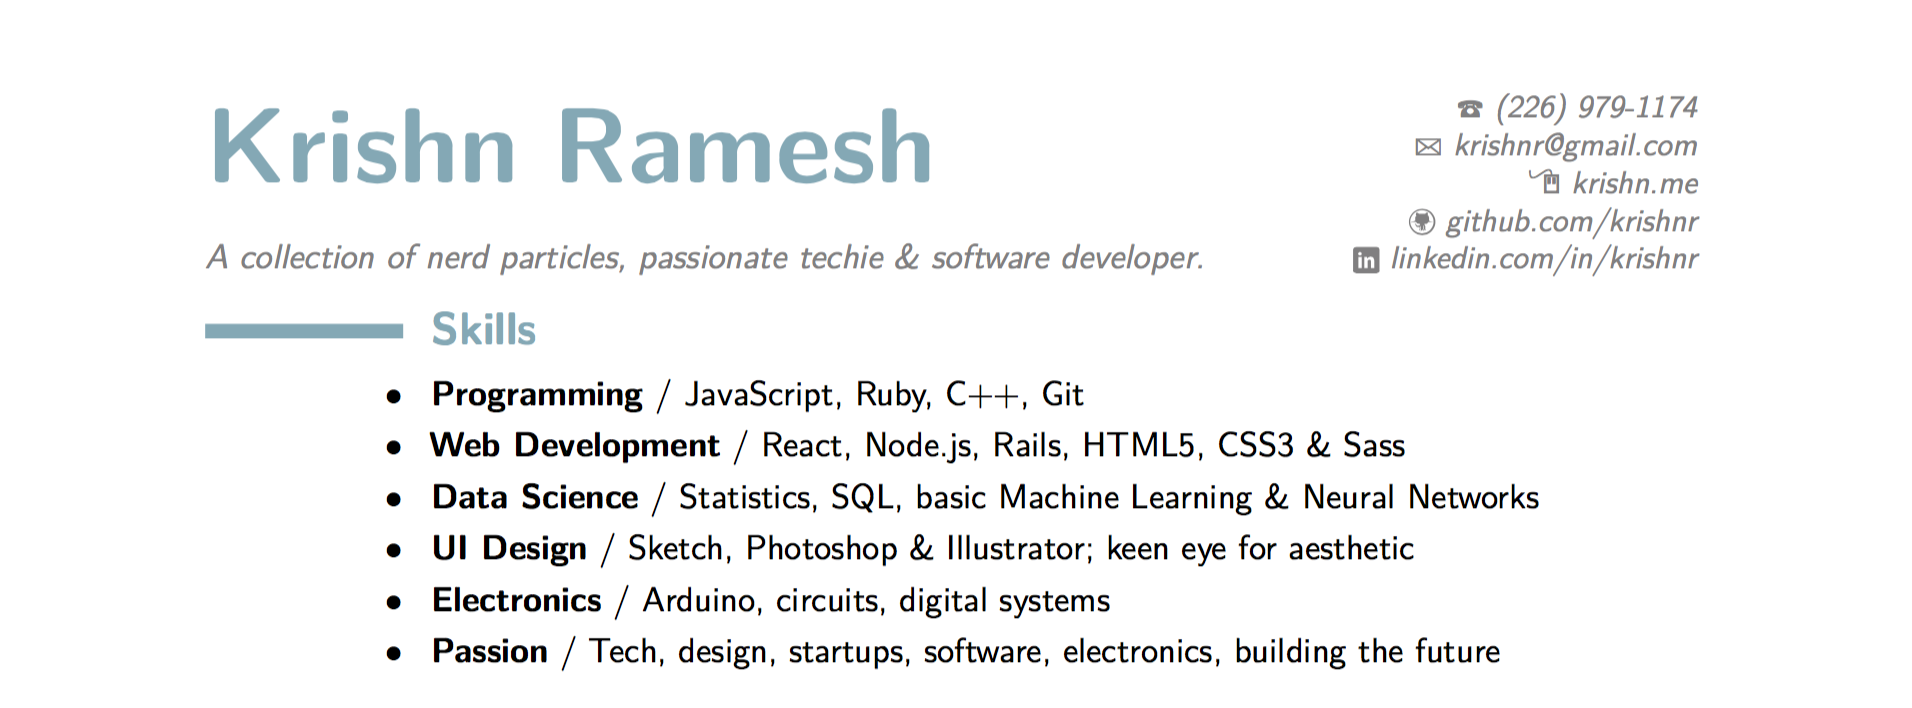 Krishn Ramesh
A collection of nerd particles, passionate techie & software developer.
(226) 979-1174
krishnr@gmail.com
krishn.me
github.com/krishnr
linkedin.com/in/krishnr
Skills
• Programming / JavaScript, Ruby, C++, Git
• Web Development / React, Node.js, Rails, HTML5, CSS3 & Sass
• Data Science / Statistics, SQL, basic Machine Learning & Neural Networks
• UI Design / Sketch, Photoshop & Illustrator; keen eye for aesthetic
• Electronics / Arduino, circuits, digital systems
• Passion / Tech, design, startups, software, electronics, building the future